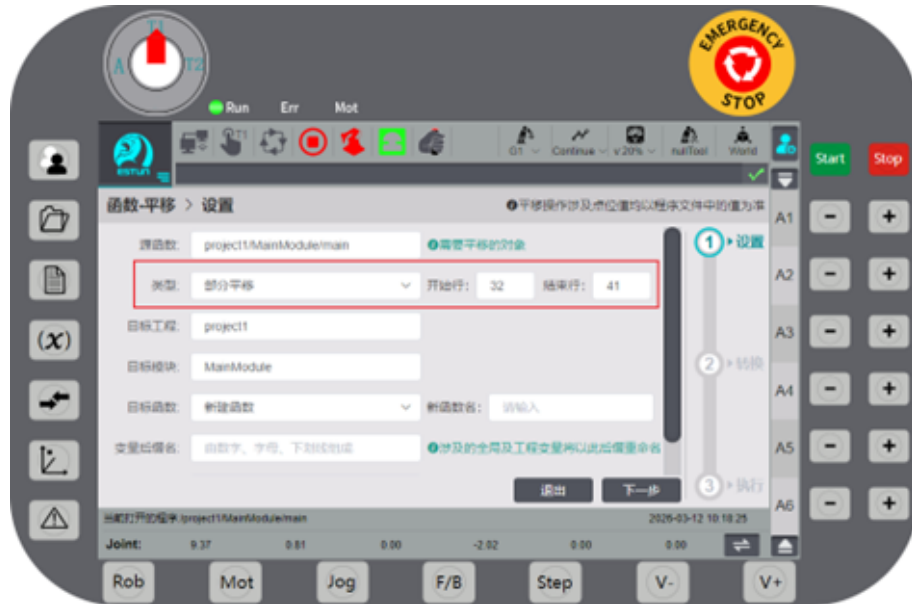 T1
A T2
EMERGENCY
STOP
Run Err Mot
ESTUN
T1
G1 Continue V20% nullTool World
Start Stop
函数-平移 > 设置
平移操作涉及点位值均以程序文件中的值为准
源函数: project1/MainModule/main 需要平移的对象
1 设置
类型: 部分平移 开始行: 32 结束行: 41
目标工程: project1
目标模块: MainModule
2 转换
目标函数: 新建函数 新函数名: 请输入
变量后缀名: 由数字、字母、下划线组成 涉及的全局及工程变量将以此后缀重命名
退出 下一步
3 执行
A1 - +
A2 - +
A3 - +
A4 - +
A5 - +
A6 - +
(x)
当前打开的程序:/project1/MainModule/main 2026-03-12 10:18:25
Joint: 9.37 0.81 0.00 -2.02 0.00 0.00
Rob Mot Jog F/B Step V- V+